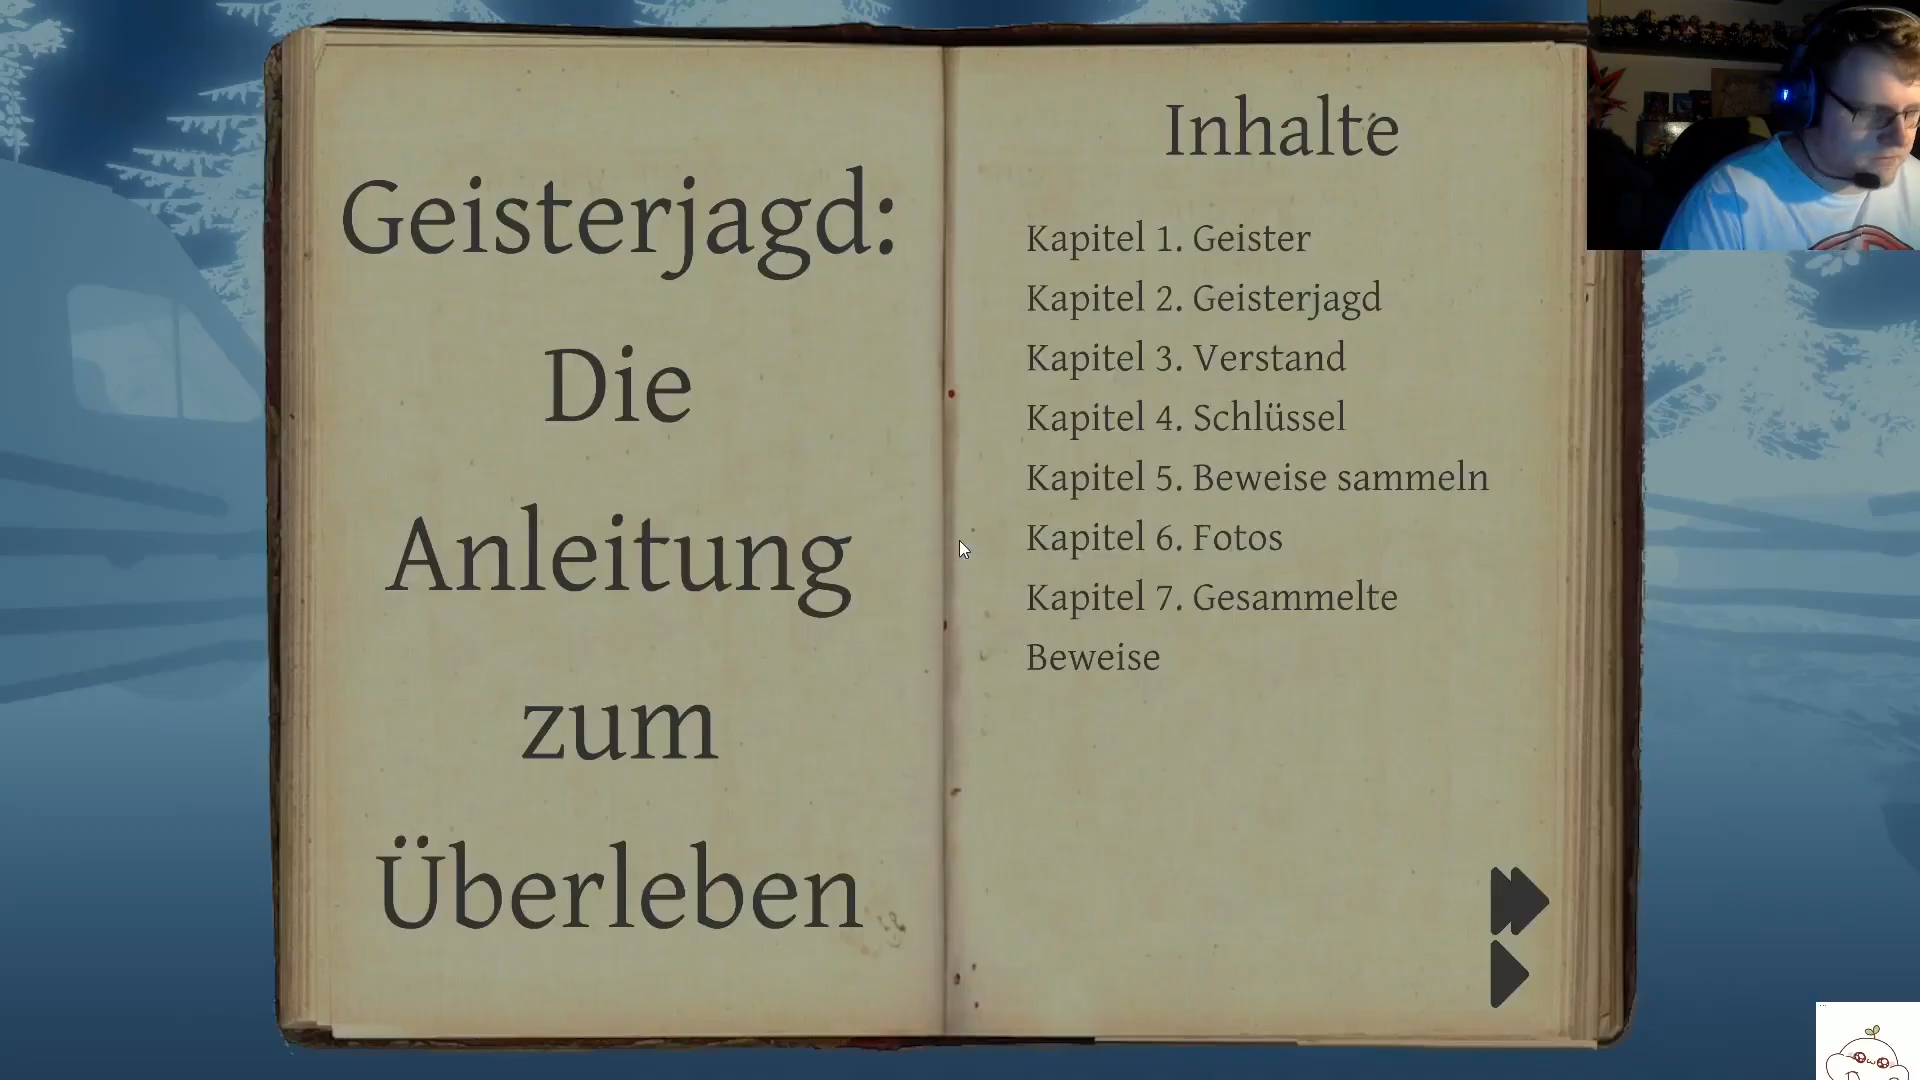 Geisterjagd:
Die
Anleitung
zum
Überleben
Inhalte
Kapitel 1. Geister
Kapitel 2. Geisterjagd
Kapitel 3. Verstand
Kapitel 4. Schlüssel
Kapitel 5. Beweise sammeln
Kapitel 6. Fotos
Kapitel 7. Gesammelte
Beweise